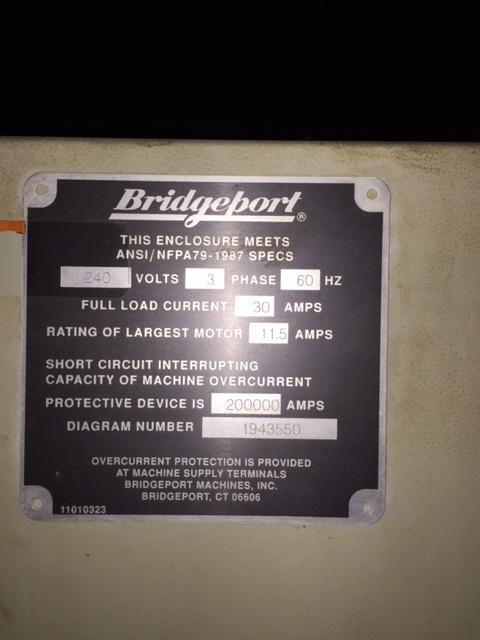 Bridgeport®
THIS ENCLOSURE MEETS
ANSI/NFPA79-1987 SPECS
240 VOLTS 3 PHASE 60 HZ
FULL LOAD CURRENT 30 AMPS
RATING OF LARGEST MOTOR 11.5 AMPS
SHORT CIRCUIT INTERRUPTING
CAPACITY OF MACHINE OVERCURRENT
PROTECTIVE DEVICE IS 200000 AMPS
DIAGRAM NUMBER 1943550
OVERCURRENT PROTECTION IS PROVIDED
AT MACHINE SUPPLY TERMINALS
BRIDGEPORT MACHINES, INC.
BRIDGEPORT, CT 06606
11010323